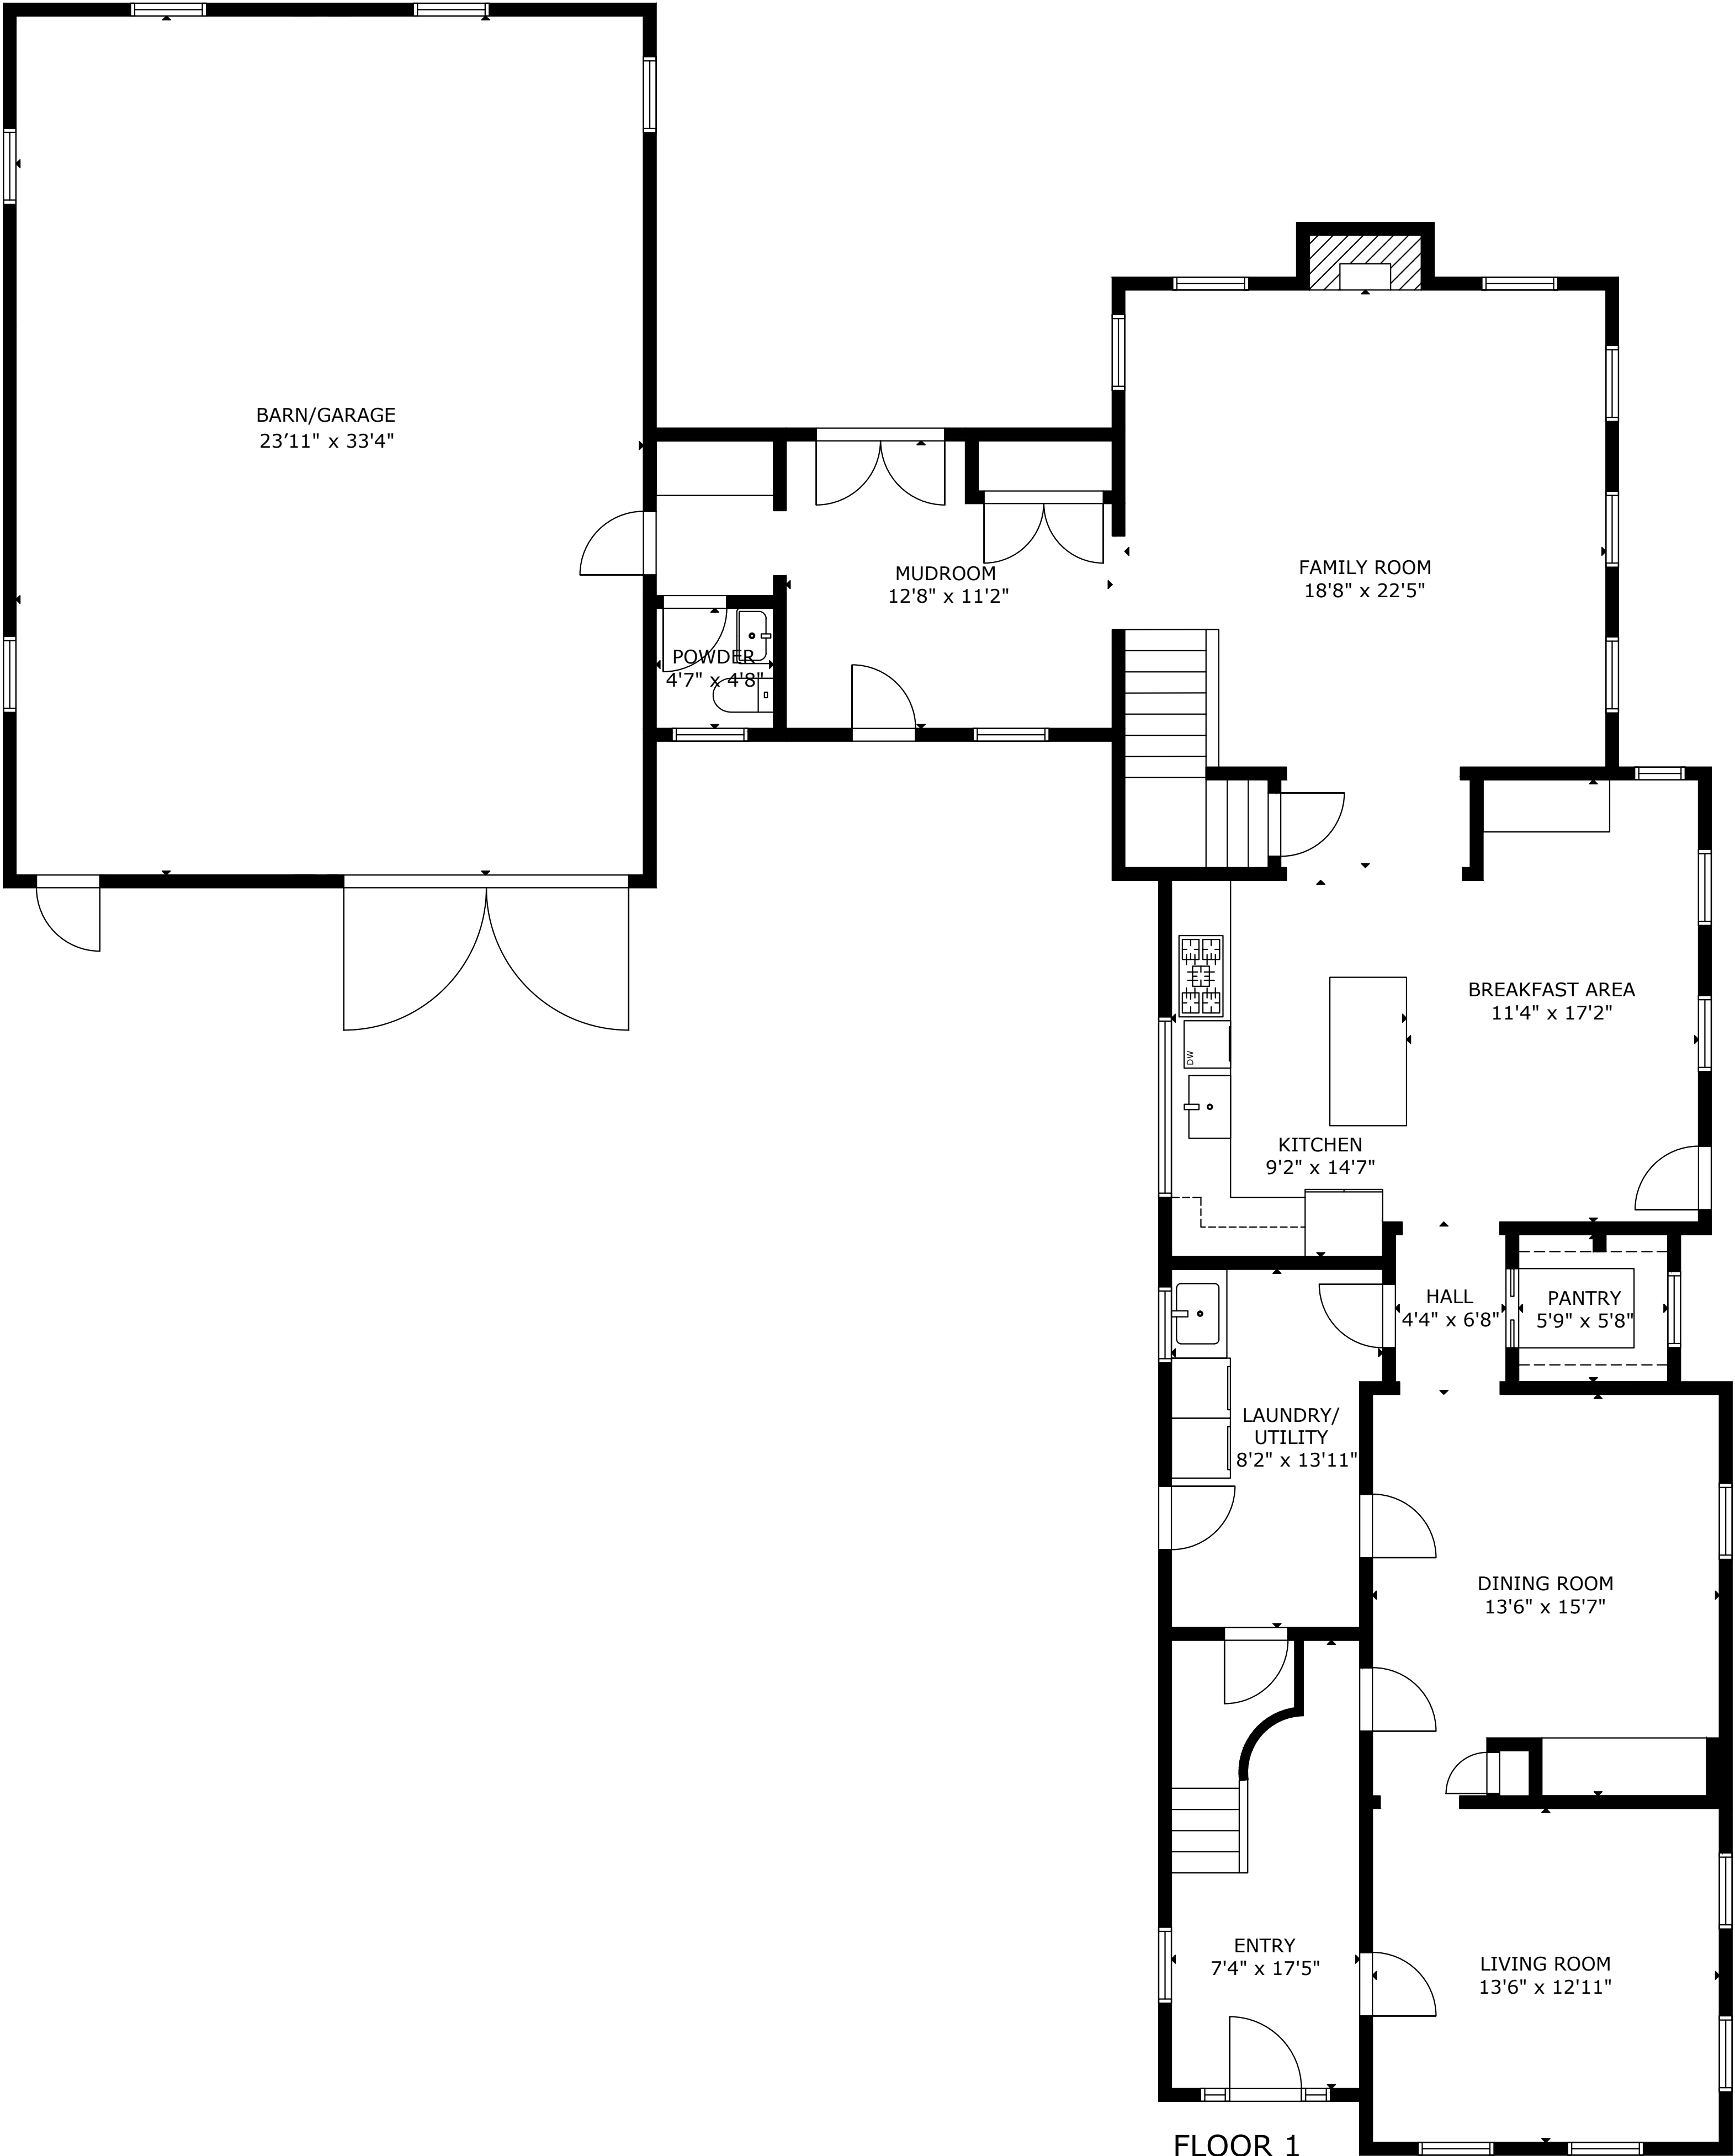 BARN/GARAGE
23'11" x 33'4"
MUDROOM
12'8" x 11'2"
FAMILY ROOM
18'8" x 22'5"
POWDER
4'7" x 4'8"
BREAKFAST AREA
11'4" x 17'2"
DW
KITCHEN
9'2" x 14'7"
HALL
4'4" x 6'8"
PANTRY
5'9" x 5'8"
LAUNDRY/
UTILITY
8'2" x 13'11"
DINING ROOM
13'6" x 15'7"
ENTRY
7'4" x 17'5"
LIVING ROOM
13'6" x 12'11"
FLOOR 1